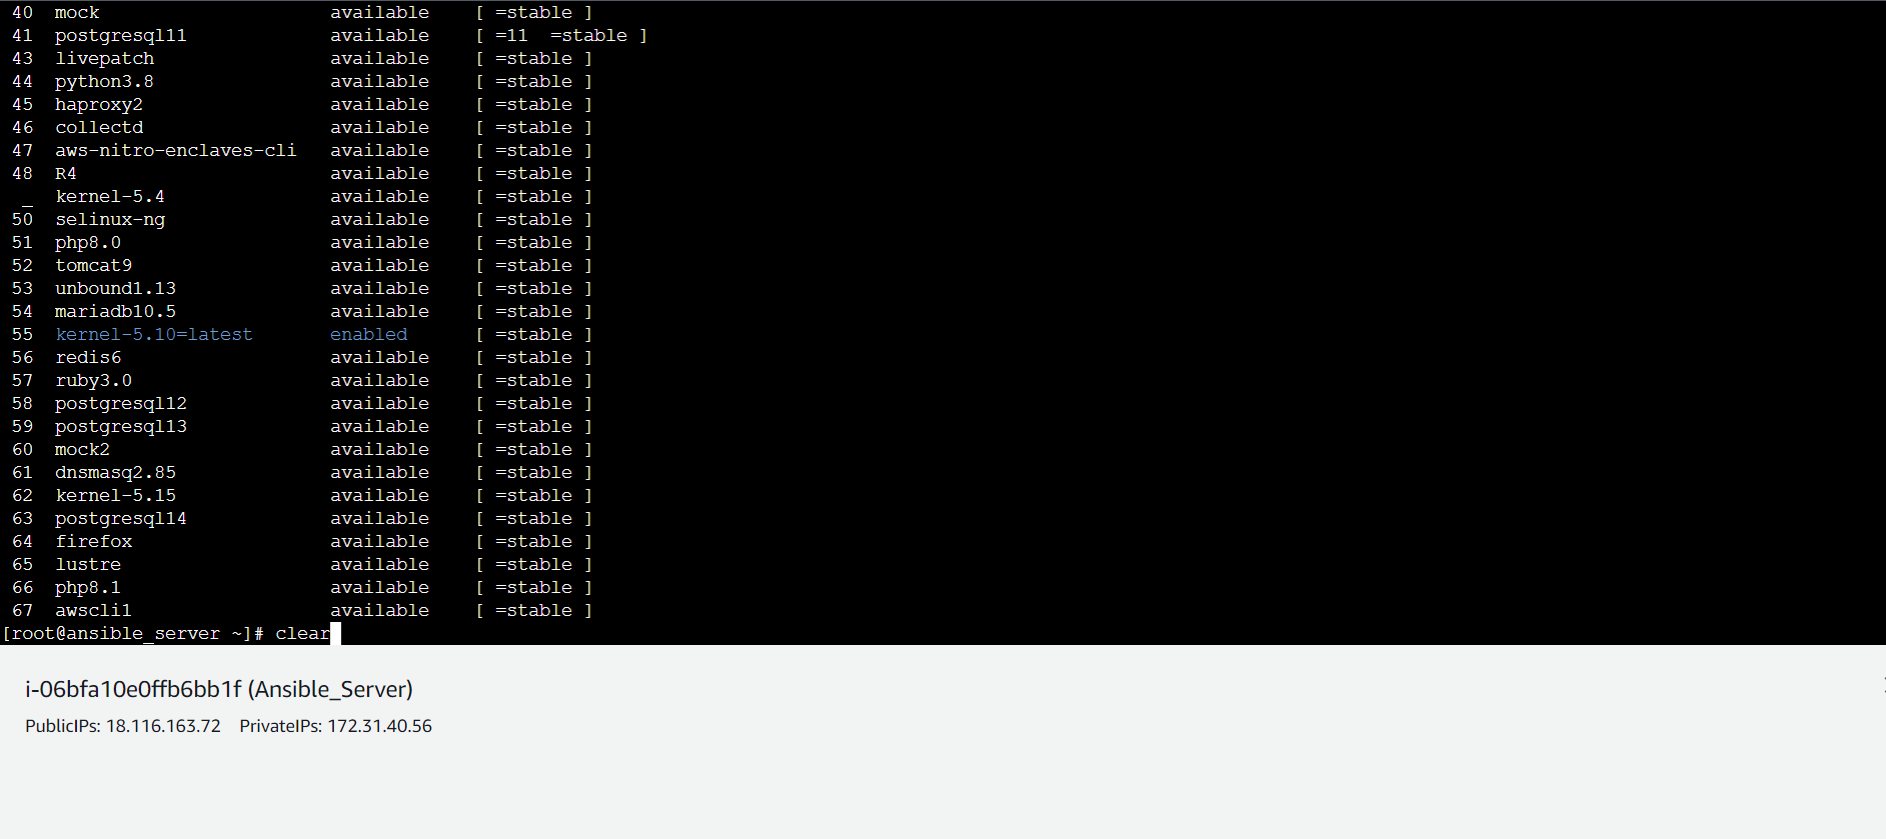 40  mock                     available    [ =stable ]
41  postgresql11             available    [ =11  =stable ]
43  livepatch                available    [ =stable ]
44  python3.8                available    [ =stable ]
45  haproxy2                 available    [ =stable ]
46  collectd                 available    [ =stable ]
47  aws-nitro-enclaves-cli   available    [ =stable ]
48  R4                       available    [ =stable ]
_  kernel-5.4               available    [ =stable ]
50  selinux-ng               available    [ =stable ]
51  php8.0                   available    [ =stable ]
52  tomcat9                  available    [ =stable ]
53  unbound1.13              available    [ =stable ]
54  mariadb10.5              available    [ =stable ]
55  kernel-5.10=latest       enabled      [ =stable ]
56  redis6                   available    [ =stable ]
57  ruby3.0                  available    [ =stable ]
58  postgresql12             available    [ =stable ]
59  postgresql13             available    [ =stable ]
60  mock2                    available    [ =stable ]
61  dnsmasq2.85              available    [ =stable ]
62  kernel-5.15              available    [ =stable ]
63  postgresql14             available    [ =stable ]
64  firefox                  available    [ =stable ]
65  lustre                   available    [ =stable ]
66  php8.1                   available    [ =stable ]
67  awscli1                  available    [ =stable ]
[root@ansible_server ~]# clear
i-06bfa10e0ffb6bb1f (Ansible_Server)
PublicIPs: 18.116.163.72    PrivateIPs: 172.31.40.56